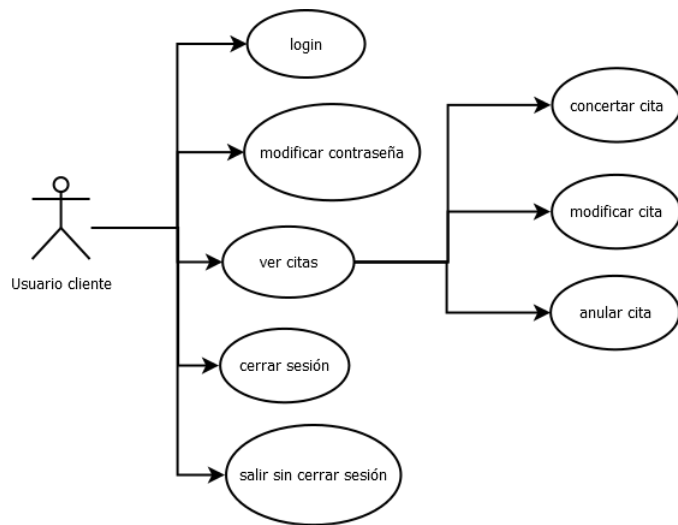 login
concertar cita
modificar contraseña
modificar cita
ver citas
Usuario cliente
anular cita
cerrar sesión
salir sin cerrar sesión